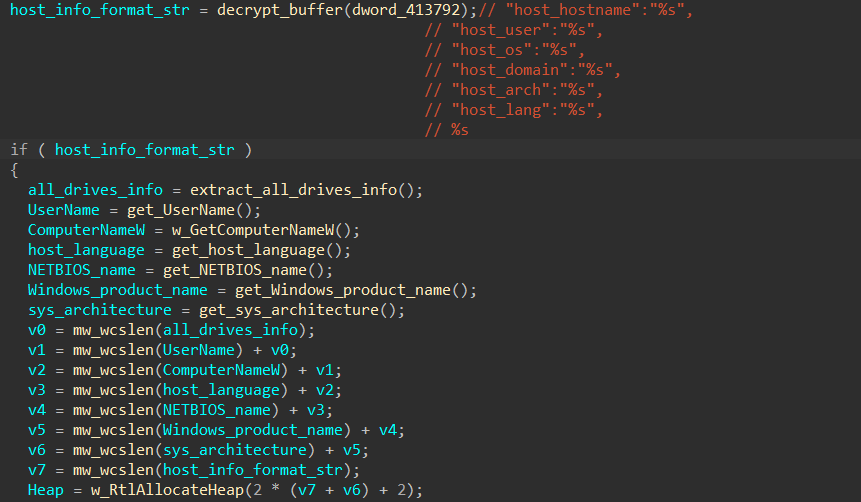 host_info_format_str = decrypt_buffer(dword_413792);// "host_hostname":"%s",
// "host_user":"%s",
// "host_os":"%s",
// "host_domain":"%s",
// "host_arch":"%s",
// "host_lang":"%s",
// %s
if ( host_info_format_str )
{
all_drives_info = extract_all_drives_info();
UserName = get_UserName();
ComputerNameW = w_GetComputerNameW();
host_language = get_host_language();
NETBIOS_name = get_NETBIOS_name();
Windows_product_name = get_Windows_product_name();
sys_architecture = get_sys_architecture();
v0 = mw_wcslen(all_drives_info);
v1 = mw_wcslen(UserName) + v0;
v2 = mw_wcslen(ComputerNameW) + v1;
v3 = mw_wcslen(host_language) + v2;
v4 = mw_wcslen(NETBIOS_name) + v3;
v5 = mw_wcslen(Windows_product_name) + v4;
v6 = mw_wcslen(sys_architecture) + v5;
v7 = mw_wcslen(host_info_format_str);
Heap = w_RtlAllocateHeap(2 * (v7 + v6) + 2);